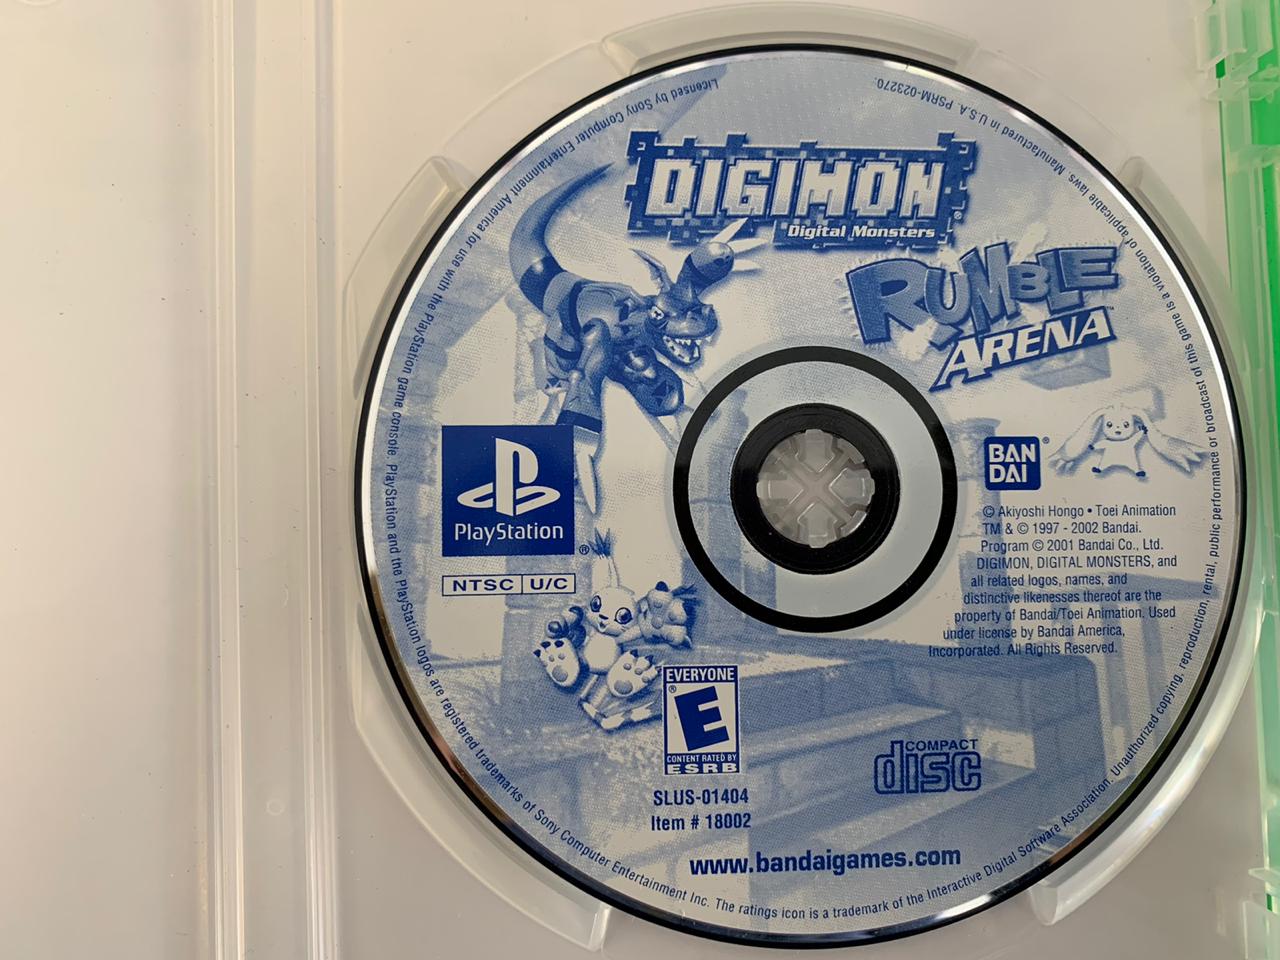 DIGIMON®
Digital Monsters
RUMBLE
ARENA™
PlayStation®
NTSC U/C
BAN
DAI®
© Akiyoshi Hongo • Toei Animation
TM & © 1997 - 2002 Bandai.
Program © 2001 Bandai Co., Ltd.
DIGIMON, DIGITAL MONSTERS, and
all related logos, names, and
distinctive likenesses thereof are the
property of Bandai/Toei Animation. Used
under license by Bandai America,
Incorporated. All Rights Reserved.
EVERYONE
E®
CONTENT RATED BY
ESRB
SLUS-01404
Item # 18002
COMPACT
disc
www.bandaigames.com
Licensed by Sony Computer Entertainment America for use with the PlayStation game console. PlayStation and the PlayStation logos are registered trademarks of Sony Computer Entertainment Inc. The ratings icon is a trademark of the Interactive Digital Software Association. Unauthorized copying, reproduction, rental, public performance or broadcast of this game is a violation of applicable laws. Manufactured in U.S.A. PSRM-023270.